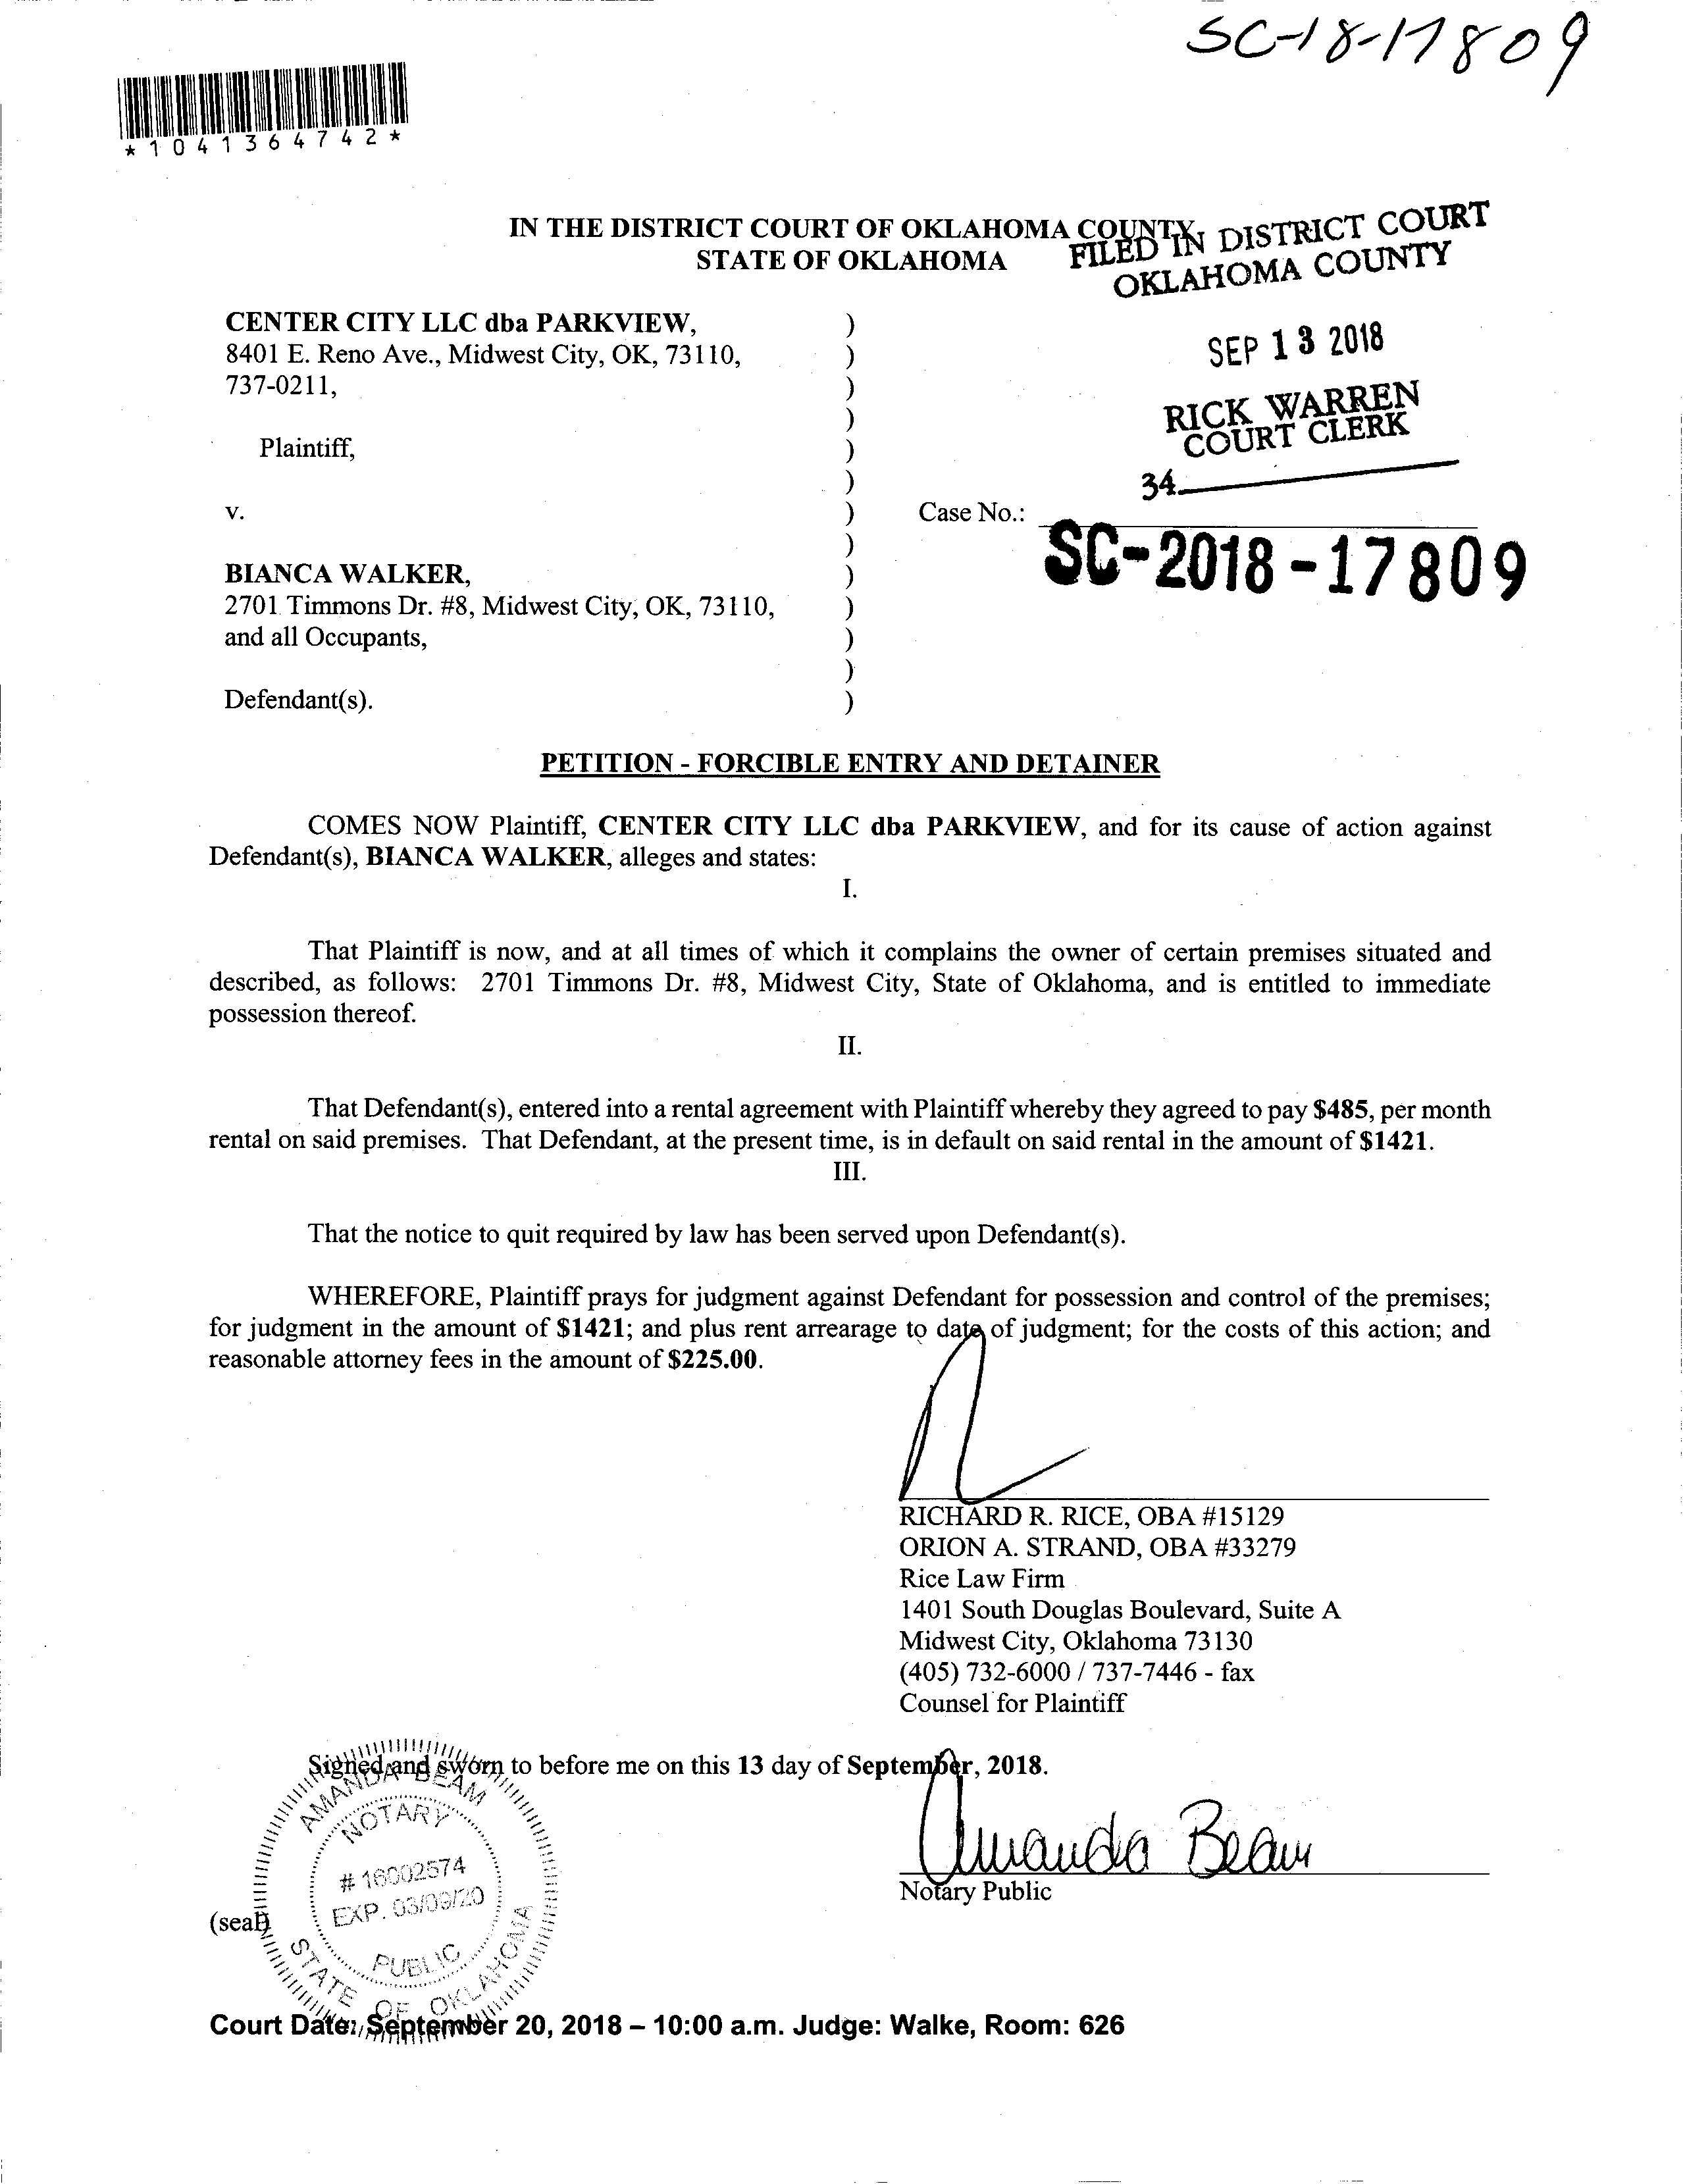 SC-18-17809
*1041364742*
IN THE DISTRICT COURT OF OKLAHOMA COUNTY
STATE OF OKLAHOMA
FILED IN DISTRICT COURT
OKLAHOMA COUNTY
SEP 13 2018
RICK WARREN
COURT CLERK
34
CENTER CITY LLC dba PARKVIEW, )
8401 E. Reno Ave., Midwest City, OK, 73110, )
737-0211, )
)
Plaintiff, )
)
v. ) Case No.:
SC-2018-17809
)
BIANCA WALKER, )
2701 Timmons Dr. #8, Midwest City, OK, 73110, )
and all Occupants, )
)
Defendant(s). )
PETITION - FORCIBLE ENTRY AND DETAINER
COMES NOW Plaintiff, CENTER CITY LLC dba PARKVIEW, and for its cause of action against
Defendant(s), BIANCA WALKER, alleges and states:
I.
That Plaintiff is now, and at all times of which it complains the owner of certain premises situated and
described, as follows: 2701 Timmons Dr. #8, Midwest City, State of Oklahoma, and is entitled to immediate
possession thereof.
II.
That Defendant(s), entered into a rental agreement with Plaintiff whereby they agreed to pay $485, per month
rental on said premises. That Defendant, at the present time, is in default on said rental in the amount of $1421.
III.
That the notice to quit required by law has been served upon Defendant(s).
WHEREFORE, Plaintiff prays for judgment against Defendant for possession and control of the premises;
for judgment in the amount of $1421; and plus rent arrearage to date of judgment; for the costs of this action; and
reasonable attorney fees in the amount of $225.00.
RICHARD R. RICE, OBA #15129
ORION A. STRAND, OBA #33279
Rice Law Firm
1401 South Douglas Boulevard, Suite A
Midwest City, Oklahoma 73130
(405) 732-6000 / 737-7446 - fax
Counsel for Plaintiff
Signed and sworn to before me on this 13 day of September, 2018.
AMANDA BEAM
NOTARY
# 16002574
EXP. 03/09/20
PUBLIC
STATE OF OKLAHOMA
Amanda Beam
Notary Public
(seal)
Court Date: September 20, 2018 – 10:00 a.m. Judge: Walke, Room: 626